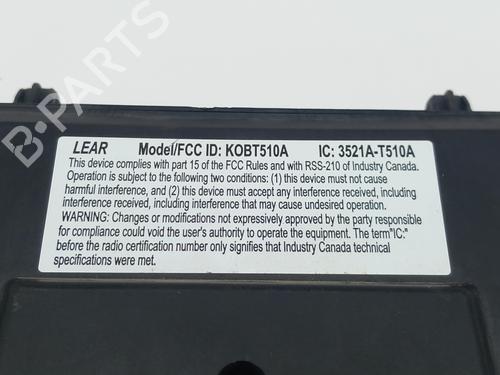 LEAR Model/FCC ID: KOBT510A IC: 3521A-T510A
This device complies with part 15 of the FCC Rules and with RSS-210 of Industry Canada.
Operation is subject to the following two conditions: (1) this device must not cause
harmful interference, and (2) this device must accept any interference received,
including interference that may cause undesired operation.
WARNING: Changes or modifications not expressively approved by the party responsible
for compliance could void the user's authority to operate the equipment. The term"IC:"
before the radio certification number only signifies that Industry Canada technical
specifications were met.
B-PARTS